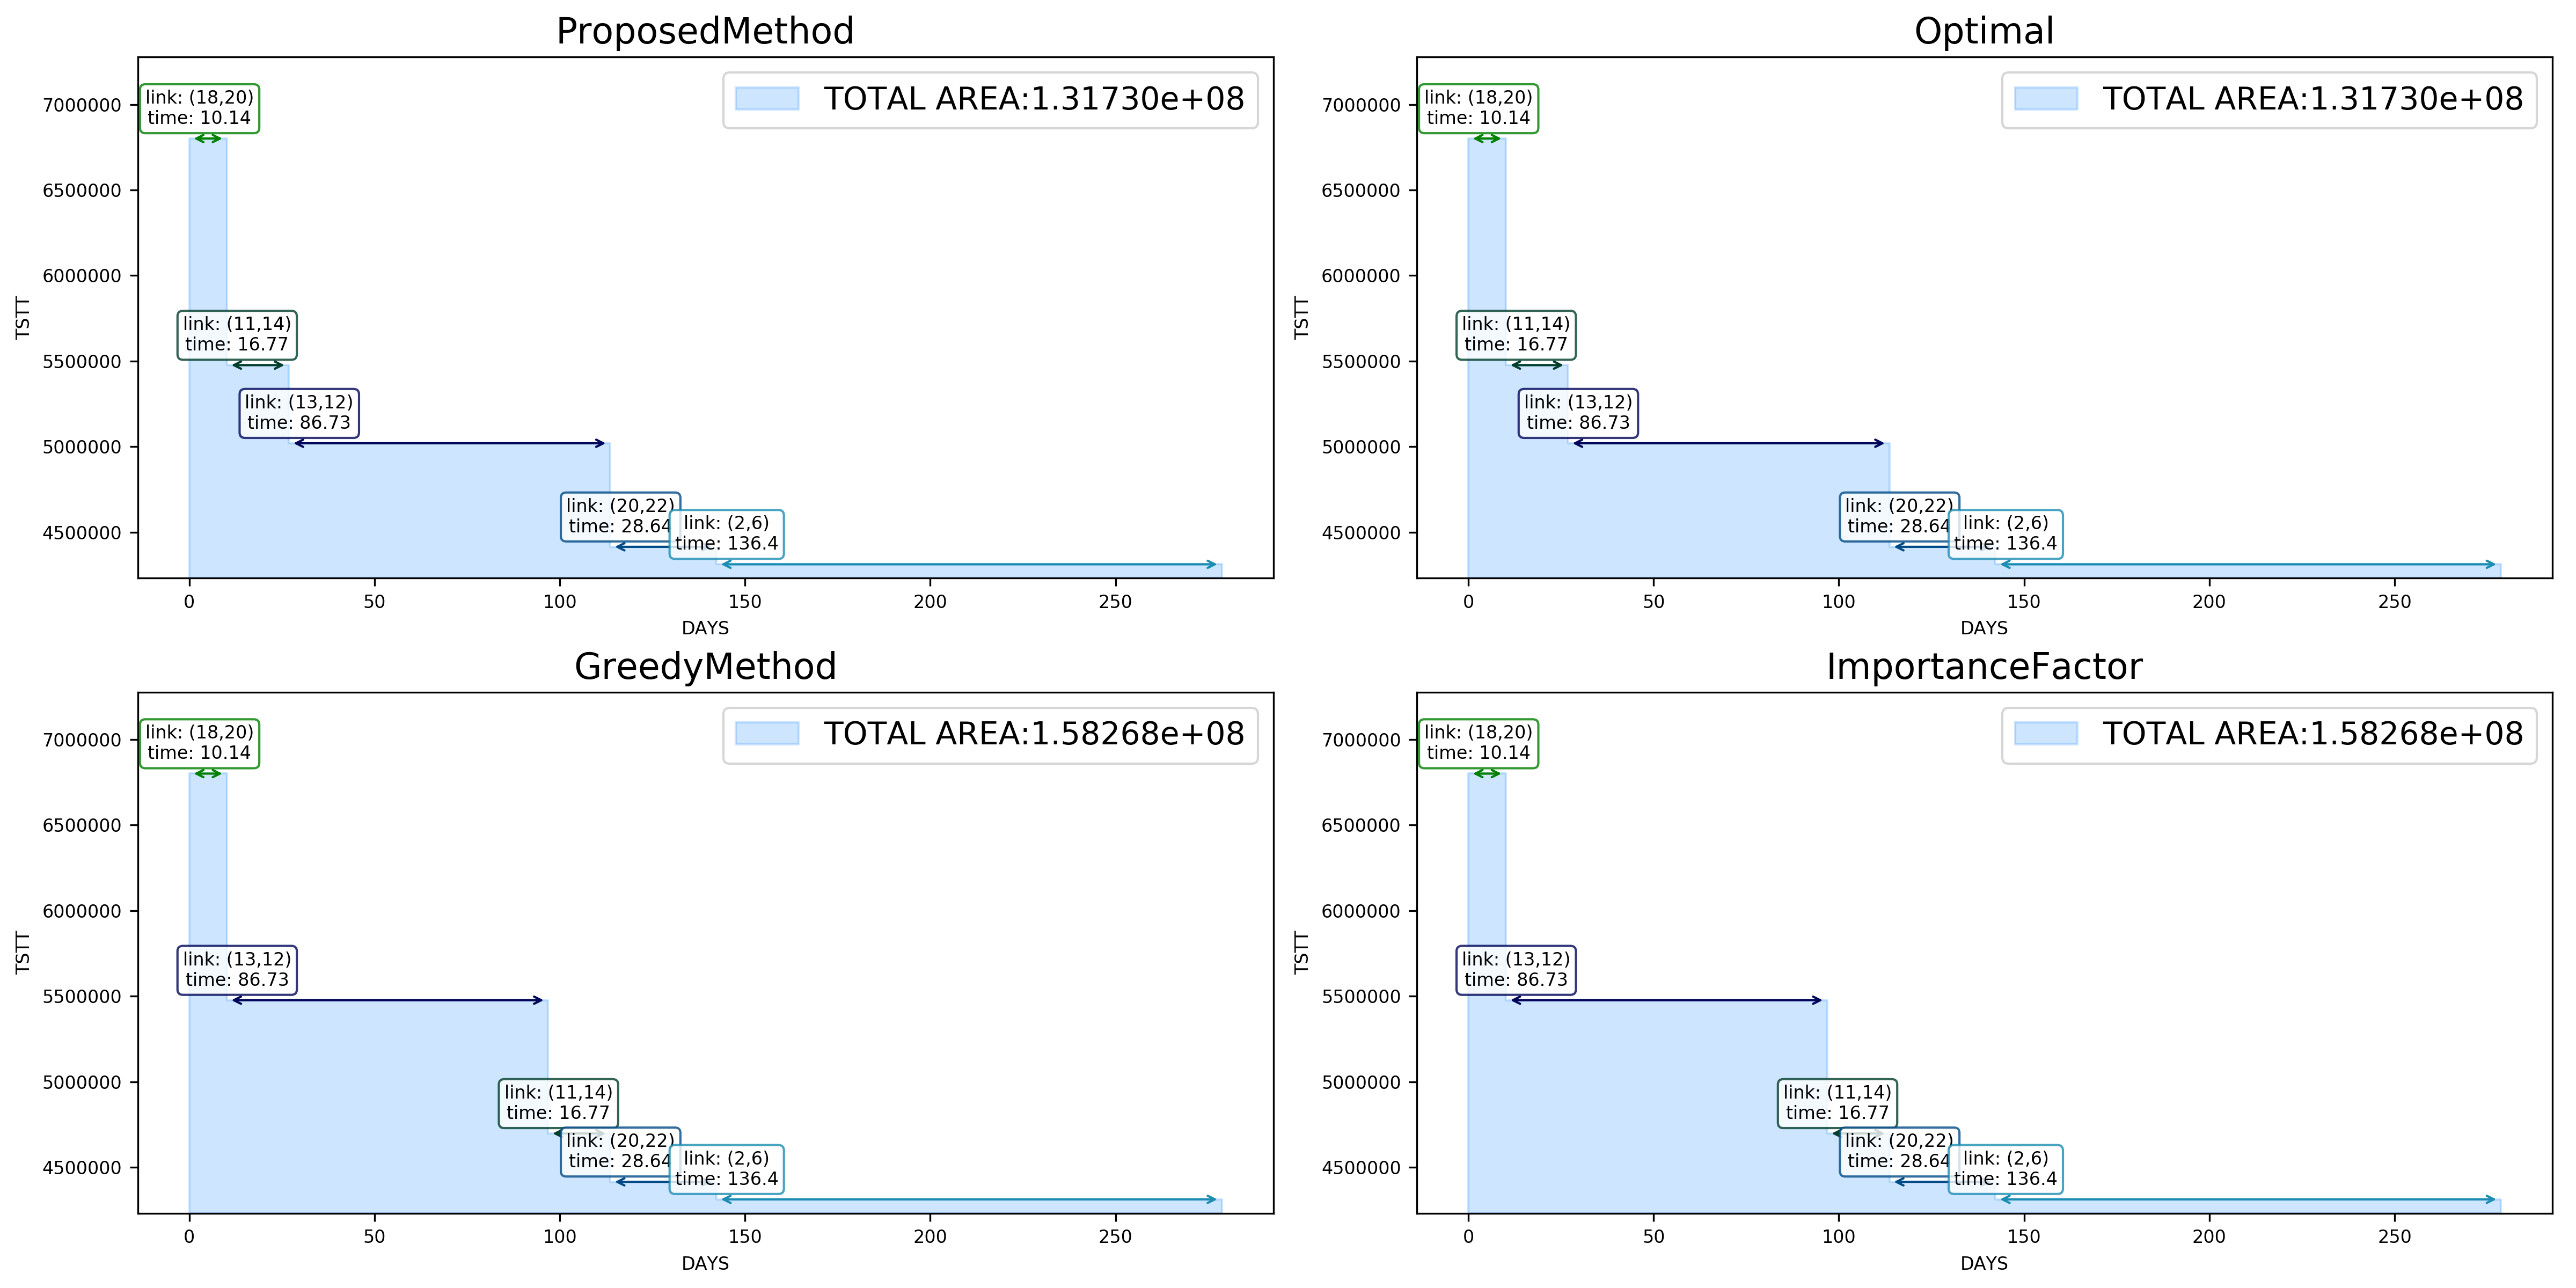 ProposedMethod
TOTAL AREA:1.31730e+08
link: (18,20)
time: 10.14
link: (11,14)
time: 16.77
link: (13,12)
time: 86.73
link: (20,22)
time: 28.64
link: (2,6)
time: 136.4
7000000
6500000
6000000
5500000
5000000
4500000
TSTT
0 50 100 150 200 250
DAYS
Optimal
TOTAL AREA:1.31730e+08
link: (18,20)
time: 10.14
link: (11,14)
time: 16.77
link: (13,12)
time: 86.73
link: (20,22)
time: 28.64
link: (2,6)
time: 136.4
7000000
6500000
6000000
5500000
5000000
4500000
TSTT
0 50 100 150 200 250
DAYS
GreedyMethod
TOTAL AREA:1.58268e+08
link: (18,20)
time: 10.14
link: (13,12)
time: 86.73
link: (11,14)
time: 16.77
link: (20,22)
time: 28.64
link: (2,6)
time: 136.4
7000000
6500000
6000000
5500000
5000000
4500000
TSTT
0 50 100 150 200 250
DAYS
ImportanceFactor
TOTAL AREA:1.58268e+08
link: (18,20)
time: 10.14
link: (13,12)
time: 86.73
link: (11,14)
time: 16.77
link: (20,22)
time: 28.64
link: (2,6)
time: 136.4
7000000
6500000
6000000
5500000
5000000
4500000
TSTT
0 50 100 150 200 250
DAYS